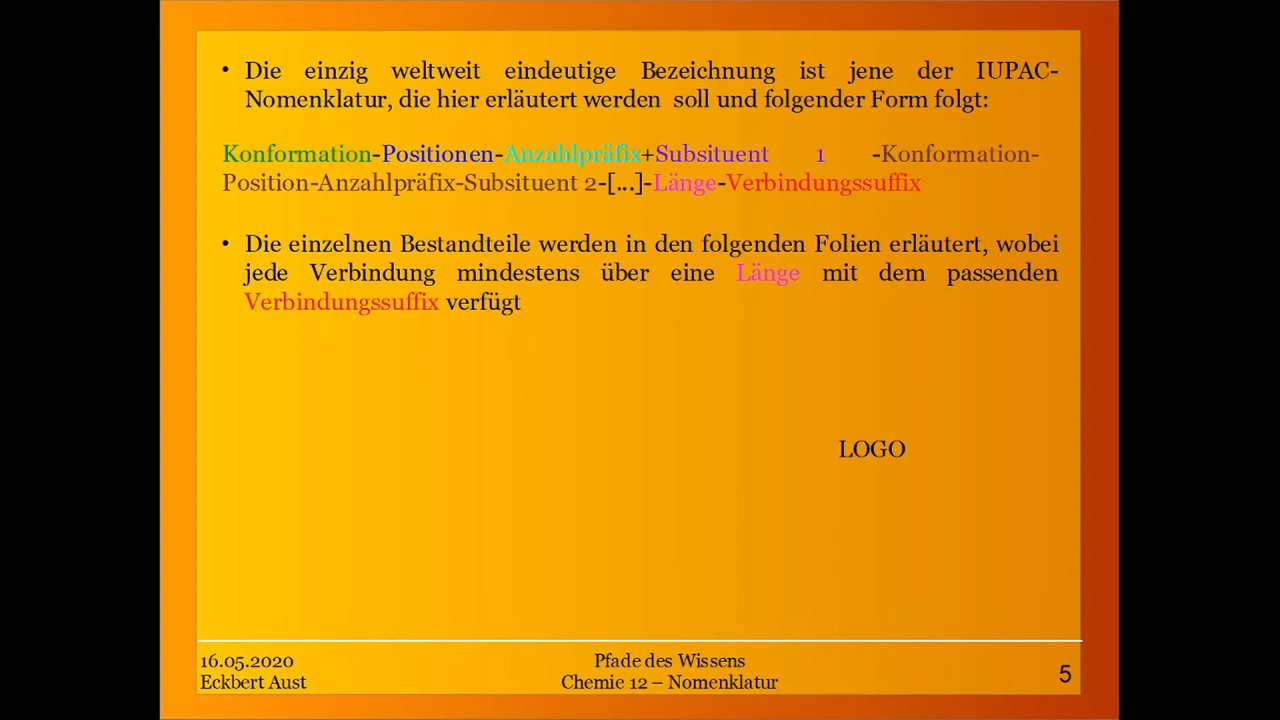 • Die einzig weltweit eindeutige Bezeichnung ist jene der IUPAC-
Nomenklatur, die hier erläutert werden soll und folgender Form folgt:
Konformation-Positionen-Anzahlpräfix+Subsituent 1 -Konformation-
Position-Anzahlpräfix-Subsituent 2-[...]-Länge-Verbindungssuffix
• Die einzelnen Bestandteile werden in den folgenden Folien erläutert, wobei
jede Verbindung mindestens über eine Länge mit dem passenden
Verbindungssuffix verfügt
LOGO
16.05.2020
Eckbert Aust
Pfade des Wissens
Chemie 12 – Nomenklatur
5